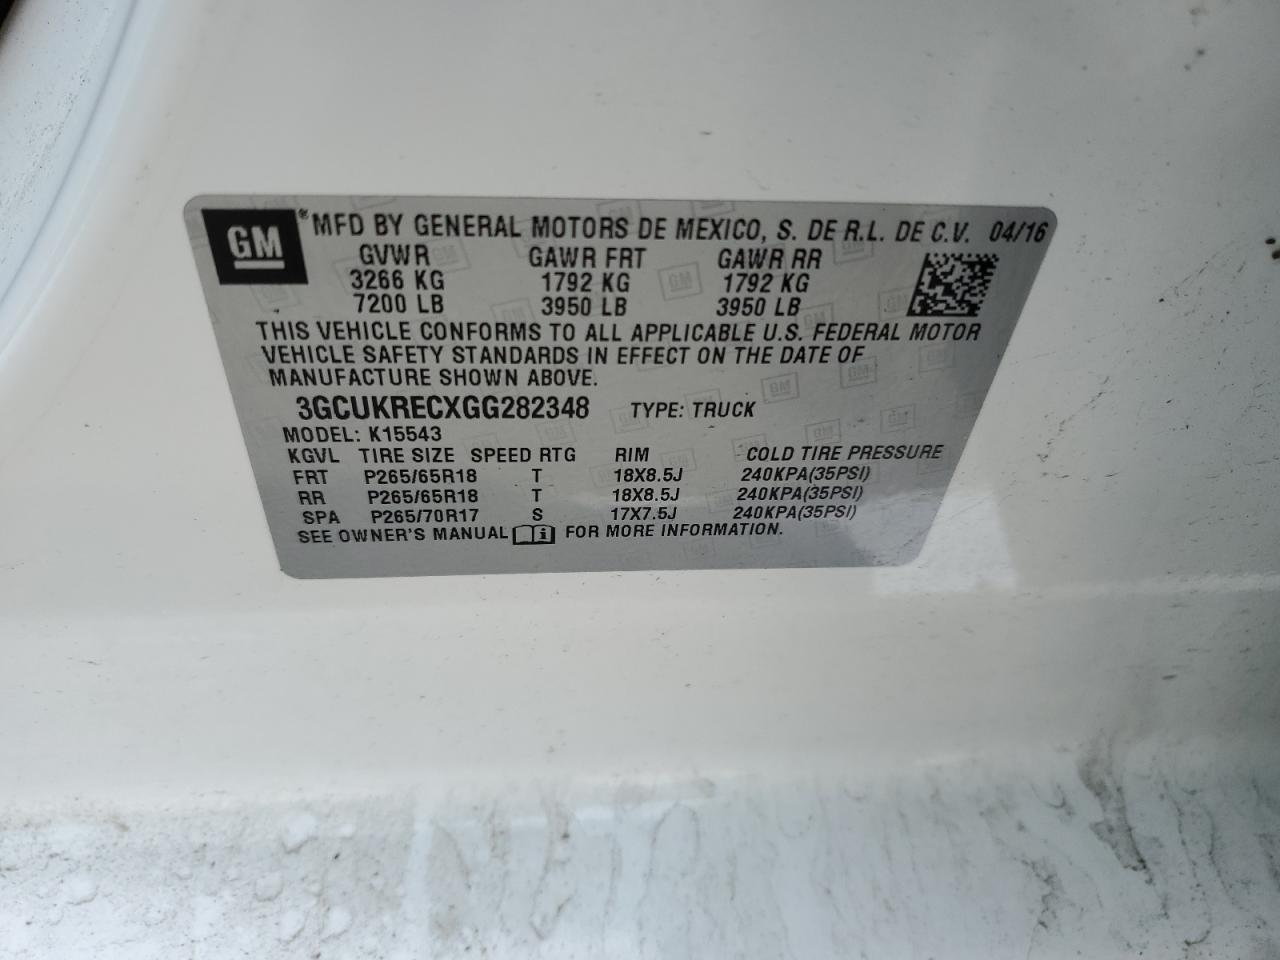 GM
®MFD BY GENERAL MOTORS DE MEXICO, S. DE R.L. DE C.V. 04/16
GVWR GAWR FRT GAWR RR
3266 KG 1792 KG 1792 KG
7200 LB 3950 LB 3950 LB
THIS VEHICLE CONFORMS TO ALL APPLICABLE U.S. FEDERAL MOTOR
VEHICLE SAFETY STANDARDS IN EFFECT ON THE DATE OF
MANUFACTURE SHOWN ABOVE.
3GCUKRECXGG282348 TYPE: TRUCK
MODEL: K15543
KGVL TIRE SIZE SPEED RTG RIM COLD TIRE PRESSURE
FRT P265/65R18 T 18X8.5J 240KPA(35PSI)
RR P265/65R18 T 18X8.5J 240KPA(35PSI)
SPA P265/70R17 S 17X7.5J 240KPA(35PSI)
SEE OWNER'S MANUAL i FOR MORE INFORMATION.